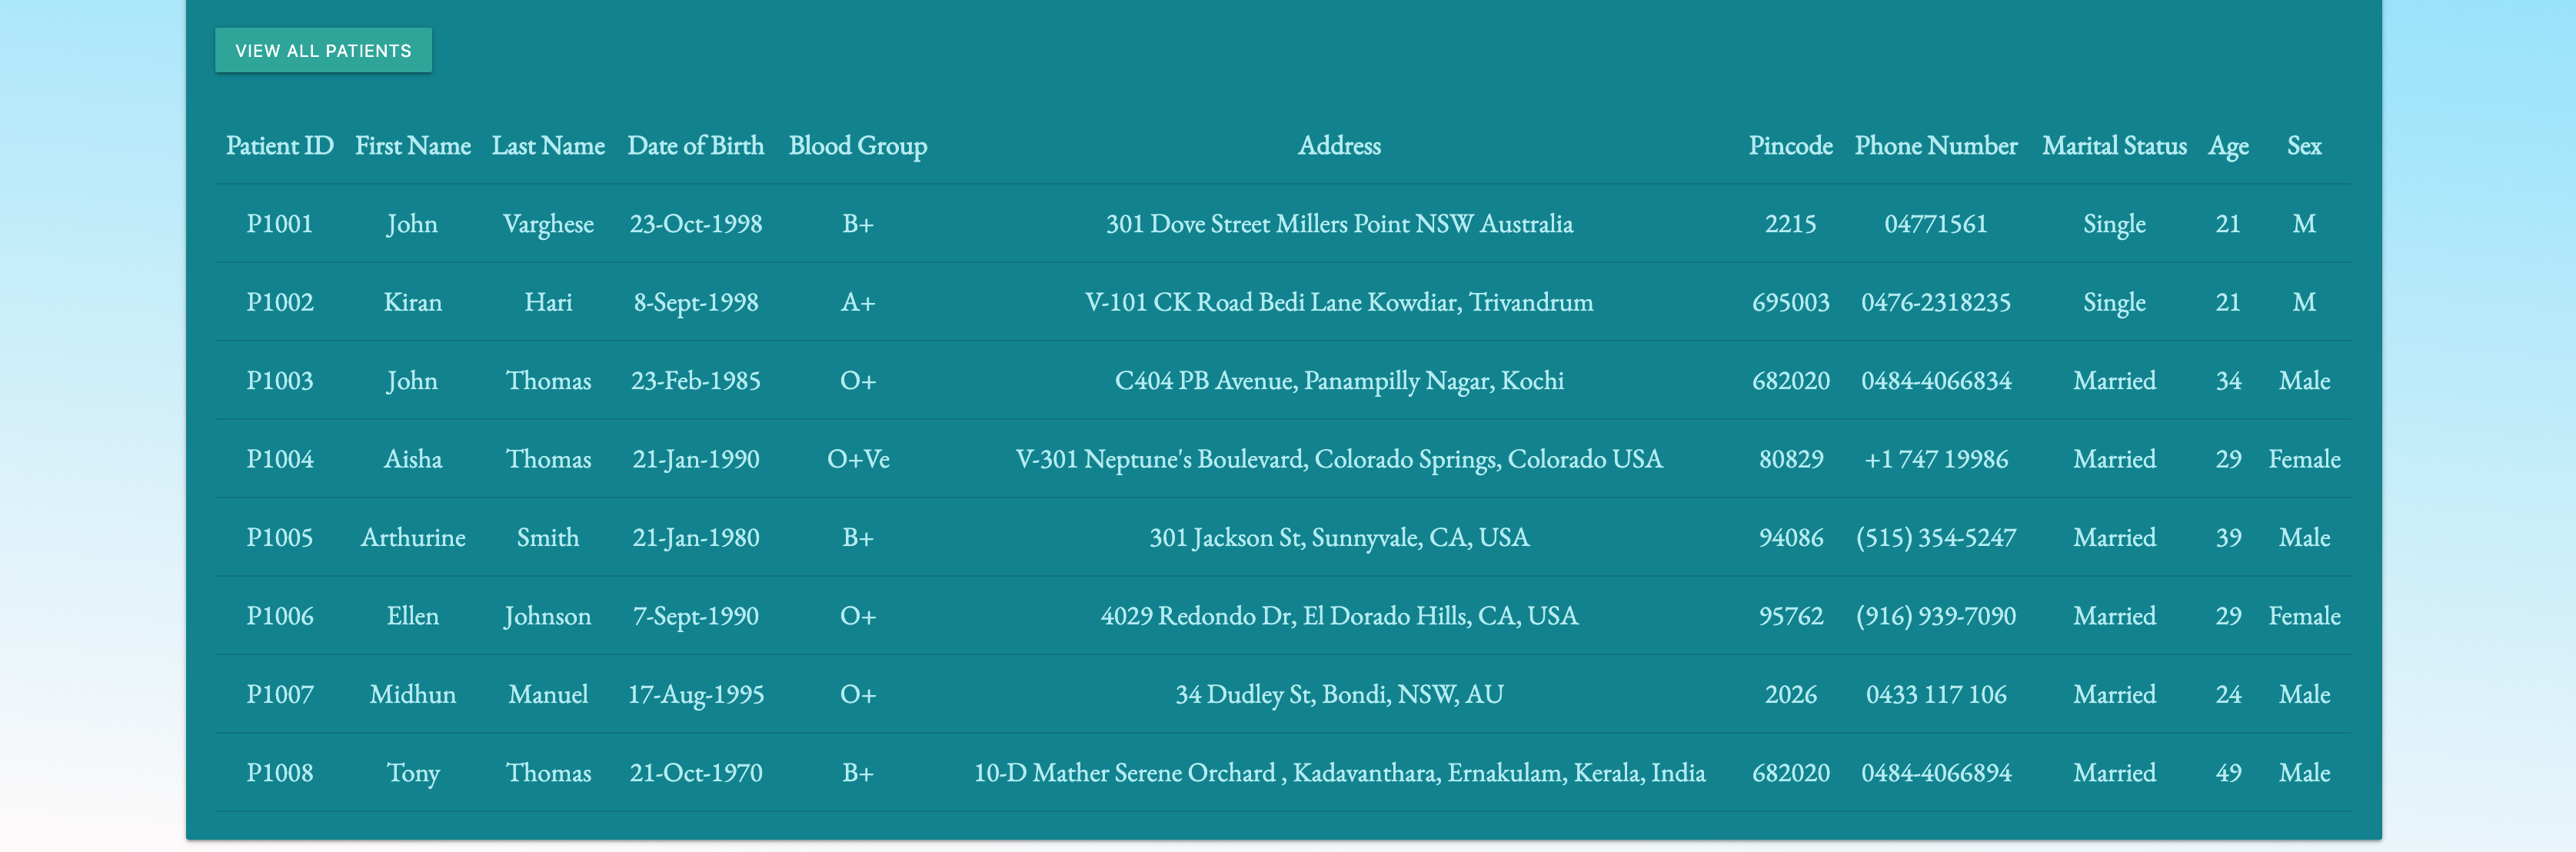 VIEW ALL PATIENTS
Patient ID First Name Last Name Date of Birth Blood Group Address Pincode Phone Number Marital Status Age Sex
P1001 John Varghese 23-Oct-1998 B+ 301 Dove Street Millers Point NSW Australia 2215 04771561 Single 21 M
P1002 Kiran Hari 8-Sept-1998 A+ V-101 CK Road Bedi Lane Kowdiar, Trivandrum 695003 0476-2318235 Single 21 M
P1003 John Thomas 23-Feb-1985 O+ C404 PB Avenue, Panampilly Nagar, Kochi 682020 0484-4066834 Married 34 Male
P1004 Aisha Thomas 21-Jan-1990 O+Ve V-301 Neptune's Boulevard, Colorado Springs, Colorado USA 80829 +1 747 19986 Married 29 Female
P1005 Arthurine Smith 21-Jan-1980 B+ 301 Jackson St, Sunnyvale, CA, USA 94086 (515) 354-5247 Married 39 Male
P1006 Ellen Johnson 7-Sept-1990 O+ 4029 Redondo Dr, El Dorado Hills, CA, USA 95762 (916) 939-7090 Married 29 Female
P1007 Midhun Manuel 17-Aug-1995 O+ 34 Dudley St, Bondi, NSW, AU 2026 0433 117 106 Married 24 Male
P1008 Tony Thomas 21-Oct-1970 B+ 10-D Mather Serene Orchard , Kadavanthara, Ernakulam, Kerala, India 682020 0484-4066894 Married 49 Male